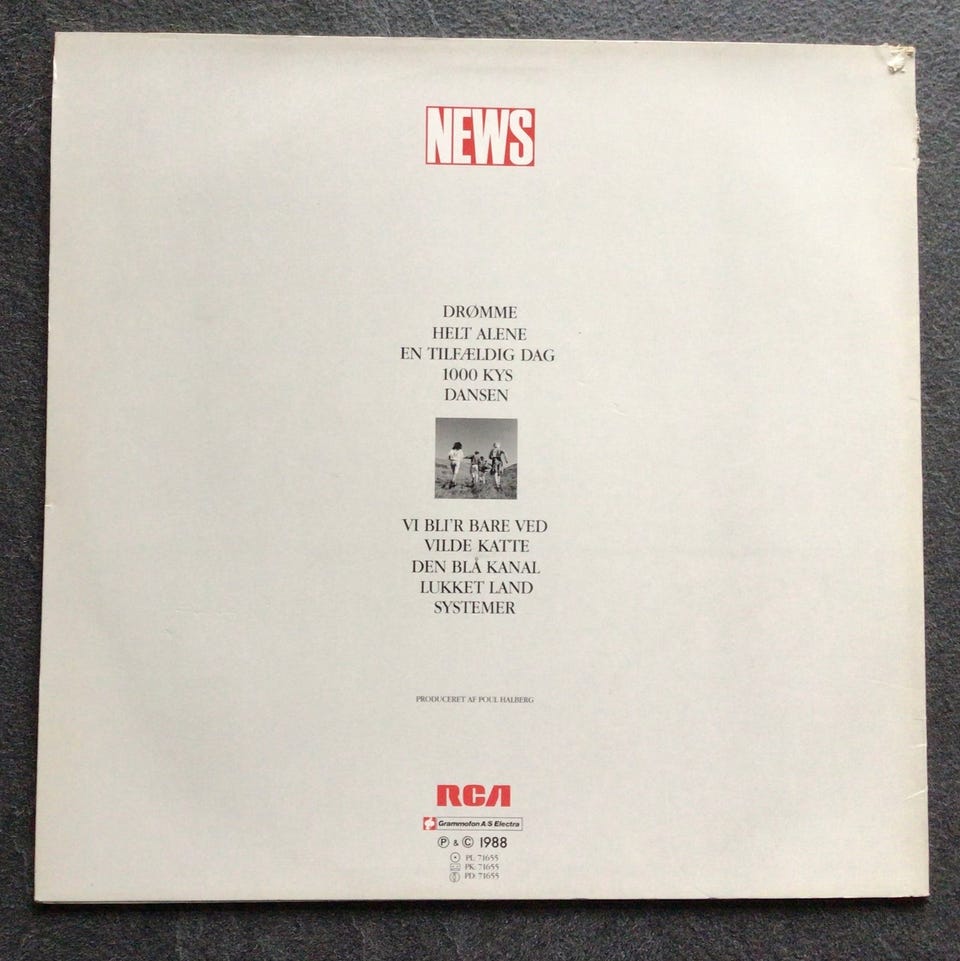 NEWS
DRØMME
HELT ALENE
EN TILFÆLDIG DAG
1000 KYS
DANSEN
VI BLI'R BARE VED
VILDE KATTE
DEN BLÅ KANAL
LUKKET LAND
SYSTEMER
PRODUCERET AF POUL HALBERG
RCA
Grammofon A/S Electra
Ⓟ & © 1988
PL 71655
PK 71655
PD 71655